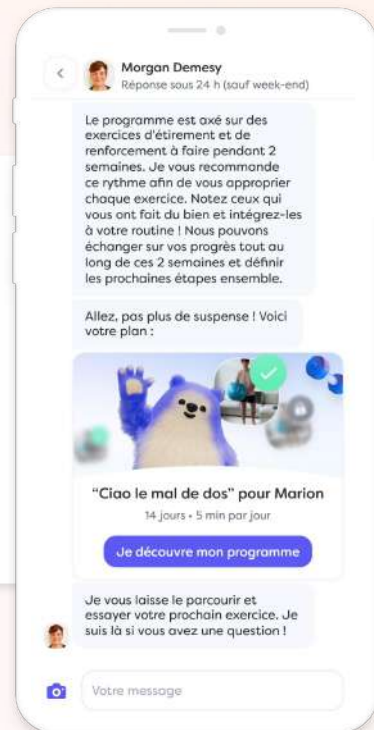 Morgan Demesy
Réponse sous 24 h (sauf week-end)
Le programme est axé sur des
exercices d'étirement et de
renforcement à faire pendant 2
semaines. Je vous recommande
ce rythme afin de vous approprier
chaque exercice. Notez ceux qui
vous ont fait du bien et intégrez-les
à votre routine ! Nous pouvons
échanger sur vos progrès tout au
long de ces 2 semaines et définir
les prochaines étapes ensemble.
Allez, pas plus de suspense ! Voici
votre plan :
“Ciao le mal de dos” pour Marion
14 jours • 5 min par jour
Je découvre mon programme
Je vous laisse le parcourir et
essayer votre prochain exercice. Je
suis là si vous avez une question !
Votre message